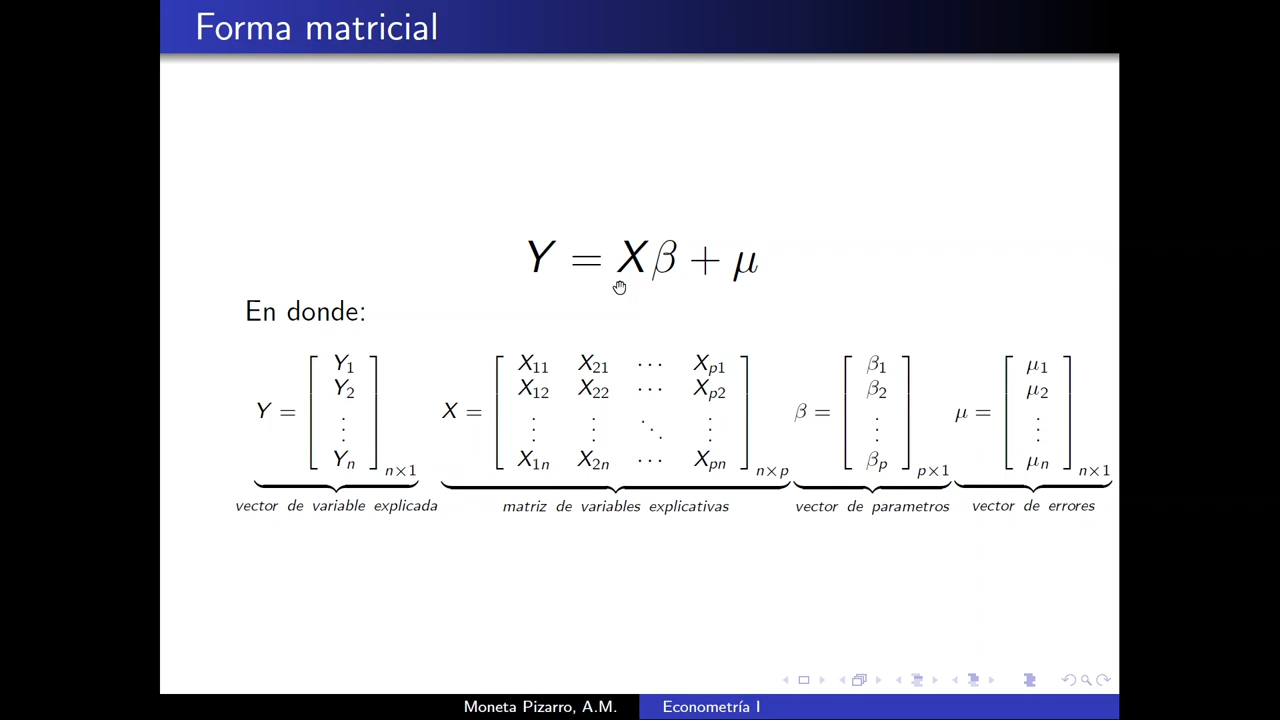 Forma matricial
Y = Xβ + μ
En donde:
Y = [ Y₁ Y₂ ⋮ Yₙ ] n×1
X = [ X₁₁ X₂₁ ⋯ Xₚ₁
X₁₂ X₂₂ ⋯ Xₚ₂
⋮ ⋮ ⋱ ⋮
X₁ₙ X₂ₙ ⋯ Xₚₙ ] n×p
β = [ β₁ β₂ ⋮ βₚ ] p×1
μ = [ μ₁ μ₂ ⋮ μₙ ] n×1
vector de variable explicada
matriz de variables explicativas
vector de parametros
vector de errores
Moneta Pizarro, A.M.
Econometría I